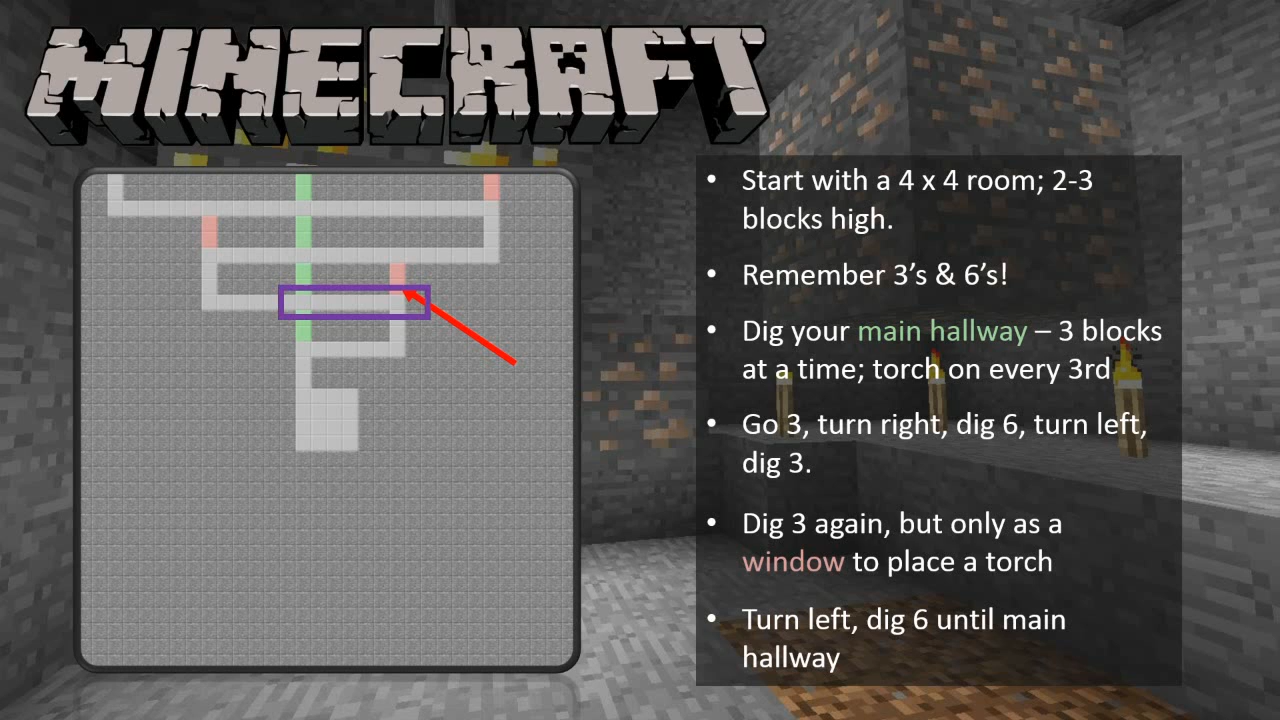 MINECRAFT
• Start with a 4 x 4 room; 2-3
blocks high.
• Remember 3’s & 6’s!
• Dig your main hallway – 3 blocks
at a time; torch on every 3rd
• Go 3, turn right, dig 6, turn left,
dig 3.
• Dig 3 again, but only as a
window to place a torch
• Turn left, dig 6 until main
hallway